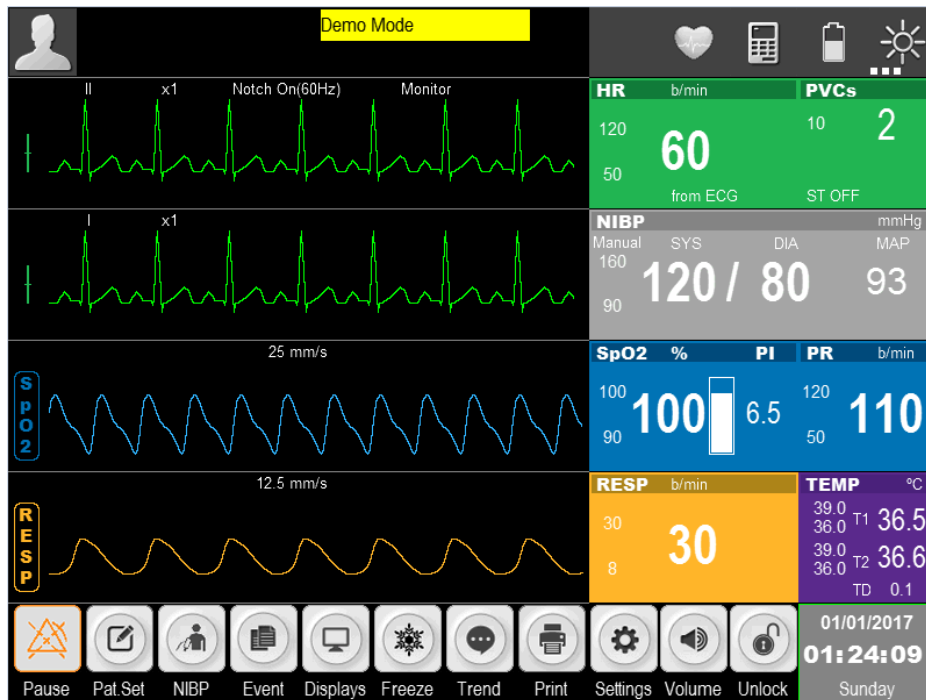 Demo Mode
II x1 Notch On(60Hz) Monitor
HR b/min PVCs
120 60 10 2
50
from ECG ST OFF
I x1
NIBP mmHg
Manual SYS DIA MAP
160 120 / 80 93
90
25 mm/s
SpO2 % PI PR b/min
SpO2
100 100 6.5 120 110
90 50
12.5 mm/s
RESP b/min TEMP °C
RESP
30 30 39.0 T1 36.5
36.0
8 39.0 T2 36.6
36.0
TD 0.1
01/01/2017
01:24:09
Pause Pat.Set NIBP Event Displays Freeze Trend Print Settings Volume Unlock Sunday